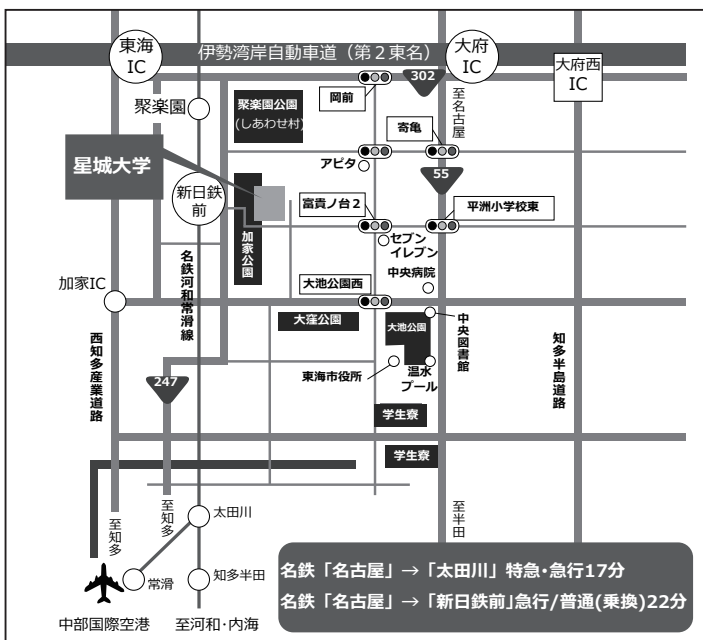 東海
IC
伊勢湾岸自動車道（第２東名）
大府
IC
大府西
IC
302
岡前
至名古屋
聚楽園
聚楽園公園
(しあわせ村)
寄亀
アピタ
星城大学
55
新日鉄
前
富貴ノ台２
平洲小学校東
加家公園
セブン
イレブン
中央病院
名鉄河和常滑線
大池公園西
加家IC
大窪公園
大池公園
中央図書館
西知多産業道路
知多半島道路
東海市役所
温水
プール
247
学生寮
学生寮
至知多
至知多
太田川
至半田
常滑
知多半田
中部国際空港
至河和・内海
名鉄「名古屋」→「太田川」特急・急行17分
名鉄「名古屋」→「新日鉄前」急行/普通(乗換)22分